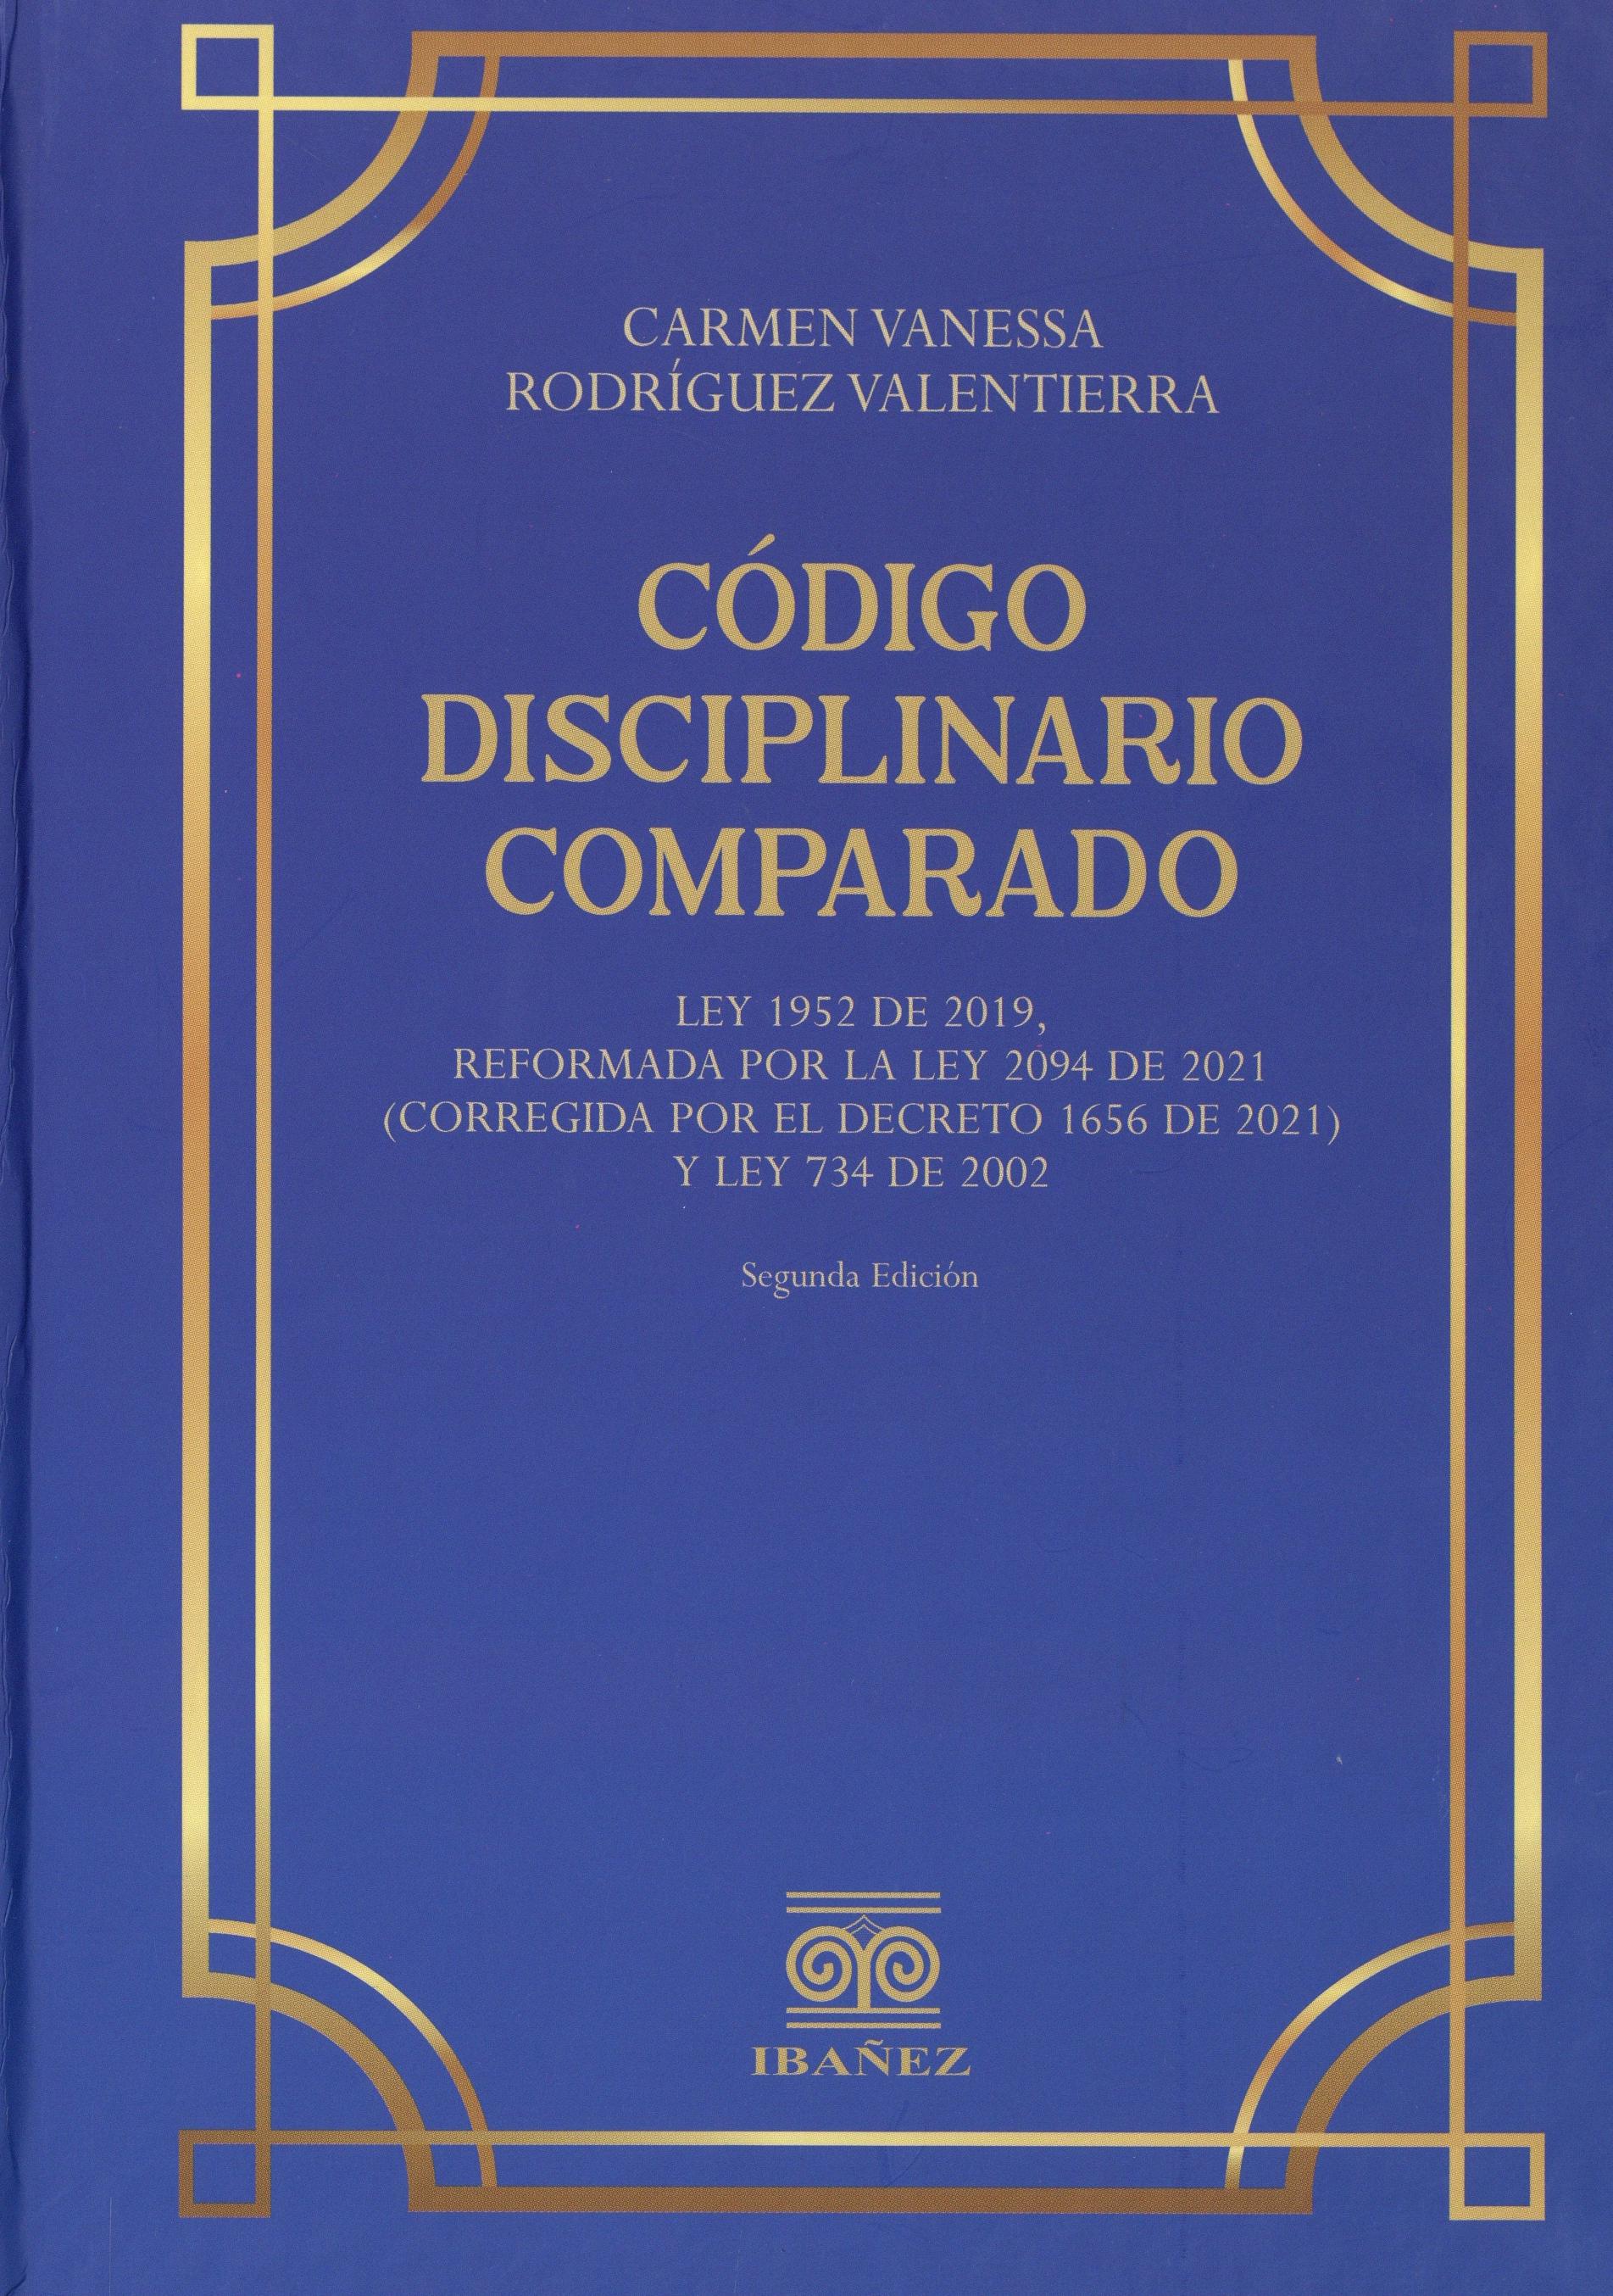 CARMEN VANESSA
RODRÍGUEZ VALENTIERRA
CÓDIGO
DISCIPLINARIO
COMPARADO
LEY 1952 DE 2019,
REFORMADA POR LA LEY 2094 DE 2021
(CORREGIDA POR EL DECRETO 1656 DE 2021)
Y LEY 734 DE 2002
Segunda Edición
IBAÑEZ